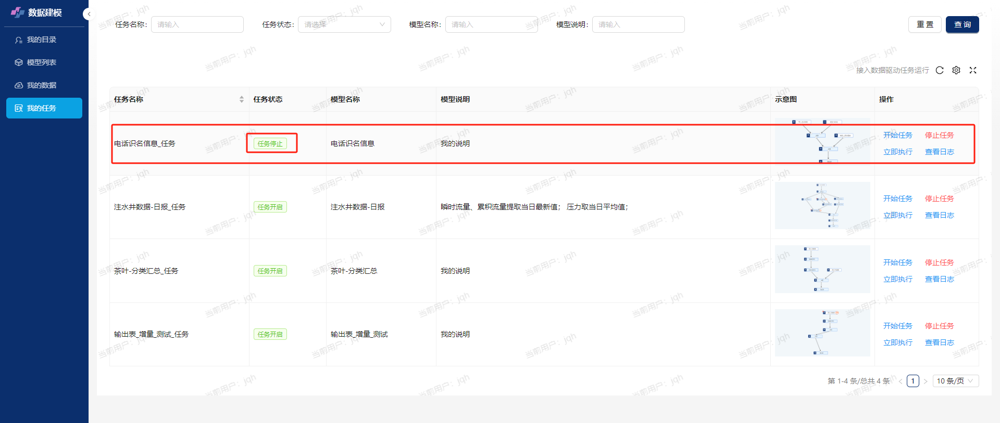 数据建模
我的目录
模型列表
我的数据
我的任务
任务名称: 请输入 任务状态: 请选择 模型名称: 请输入 模型说明: 请输入 重 置 查 询
接入数据驱动任务运行
任务名称 任务状态 模型名称 模型说明 示意图 操作
电话识名信息_任务 任务停止 电话识名信息 我的说明 开始任务 停止任务
立即执行 查看日志
注水井数据-日报_任务 任务开启 注水井数据-日报 瞬时流量、累积流量提取当日最新值； 压力取当日平均值； 开始任务 停止任务
立即执行 查看日志
茶叶-分类汇总_任务 任务开启 茶叶-分类汇总 我的说明 开始任务 停止任务
立即执行 查看日志
输出表_增量_测试_任务 任务开启 输出表_增量_测试 我的说明 开始任务 停止任务
立即执行 查看日志
第 1-4 条/总共 4 条 < 1 > 10 条/页
当前用户：jqh